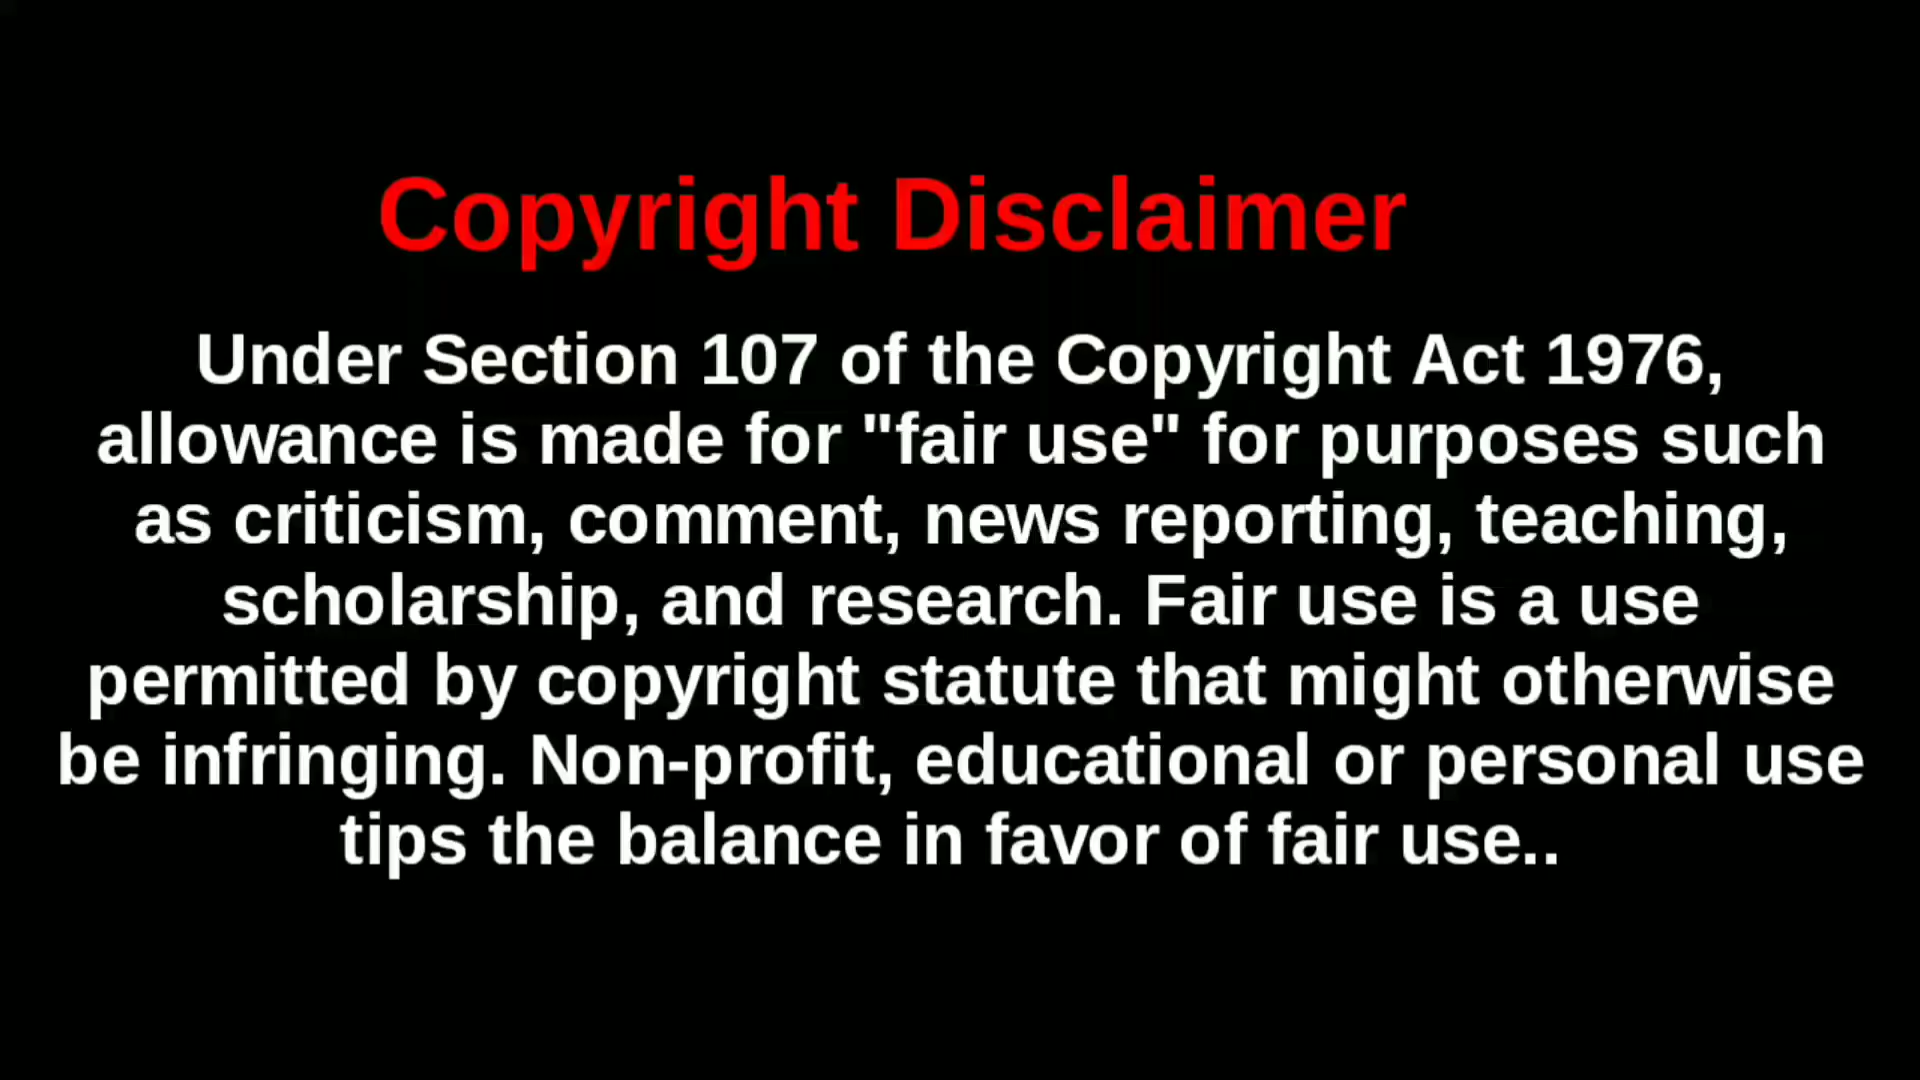 Copyright Disclaimer
Under Section 107 of the Copyright Act 1976,
allowance is made for "fair use" for purposes such
as criticism, comment, news reporting, teaching,
scholarship, and research. Fair use is a use
permitted by copyright statute that might otherwise
be infringing. Non-profit, educational or personal use
tips the balance in favor of fair use..